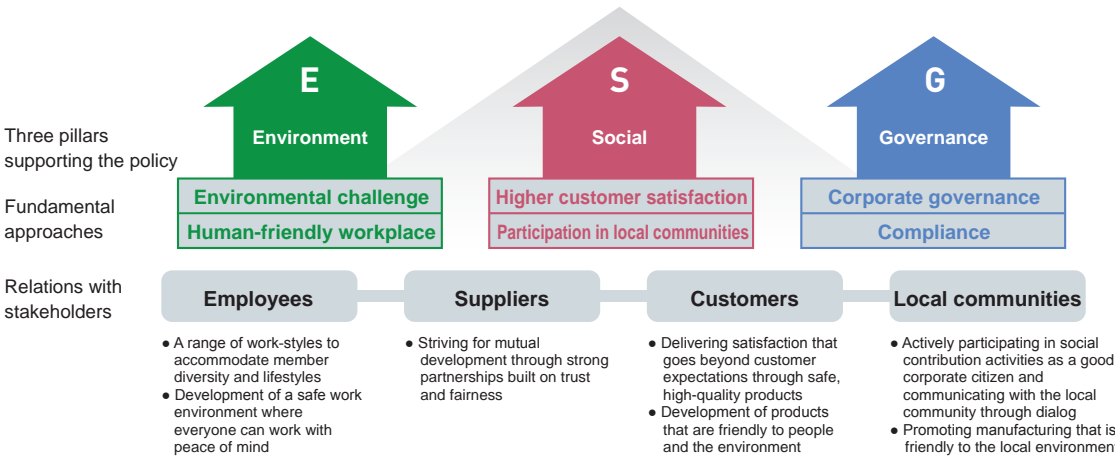 E
S
G
Three pillars
supporting the policy
Environment
Social
Governance
Fundamental
approaches
Environmental challenge
Human-friendly workplace
Higher customer satisfaction
Participation in local communities
Corporate governance
Compliance
Relations with
stakeholders
Employees
Suppliers
Customers
Local communities
● A range of work-styles to
accommodate member
diversity and lifestyles
● Development of a safe work
environment where
everyone can work with
peace of mind
● Striving for mutual
development through strong
partnerships built on trust
and fairness
● Delivering satisfaction that
goes beyond customer
expectations through safe,
high-quality products
● Development of products
that are friendly to people
and the environment
● Actively participating in social
contribution activities as a good
corporate citizen and
communicating with the local
community through dialog
● Promoting manufacturing that is
friendly to the local environment